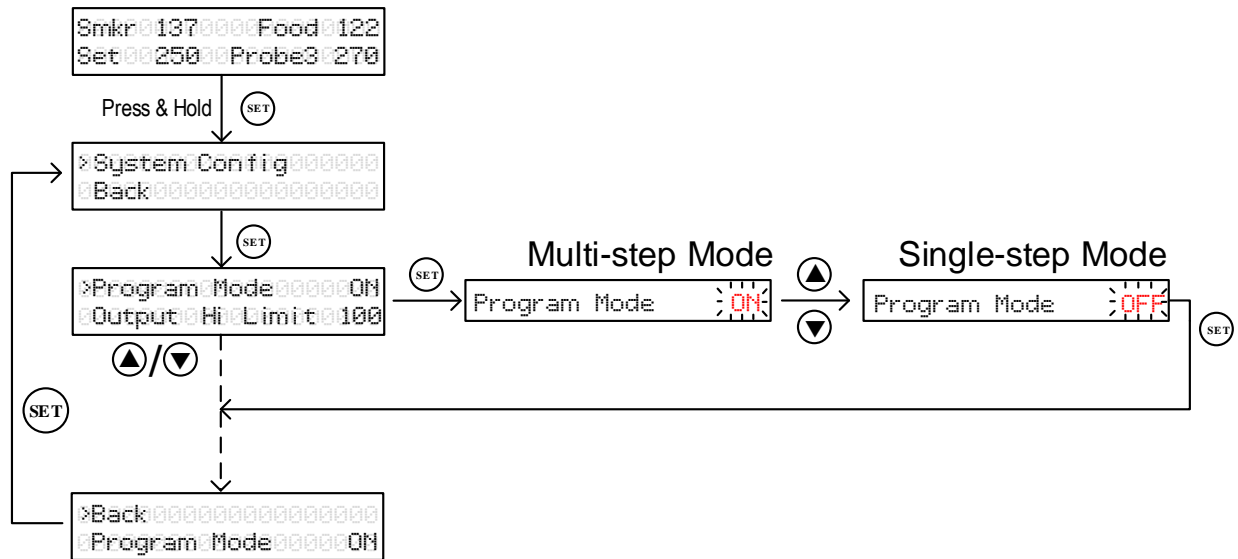 Smkr 137 Food 122
Set 250 Probe3 270
Press & Hold SET
>System Config
Back
SET
>Program Mode ON
Output Hi Limit 100
SET
Multi-step Mode
Program Mode ON
Single-step Mode
Program Mode OFF
SET
/
SET
>Back
Program Mode ON